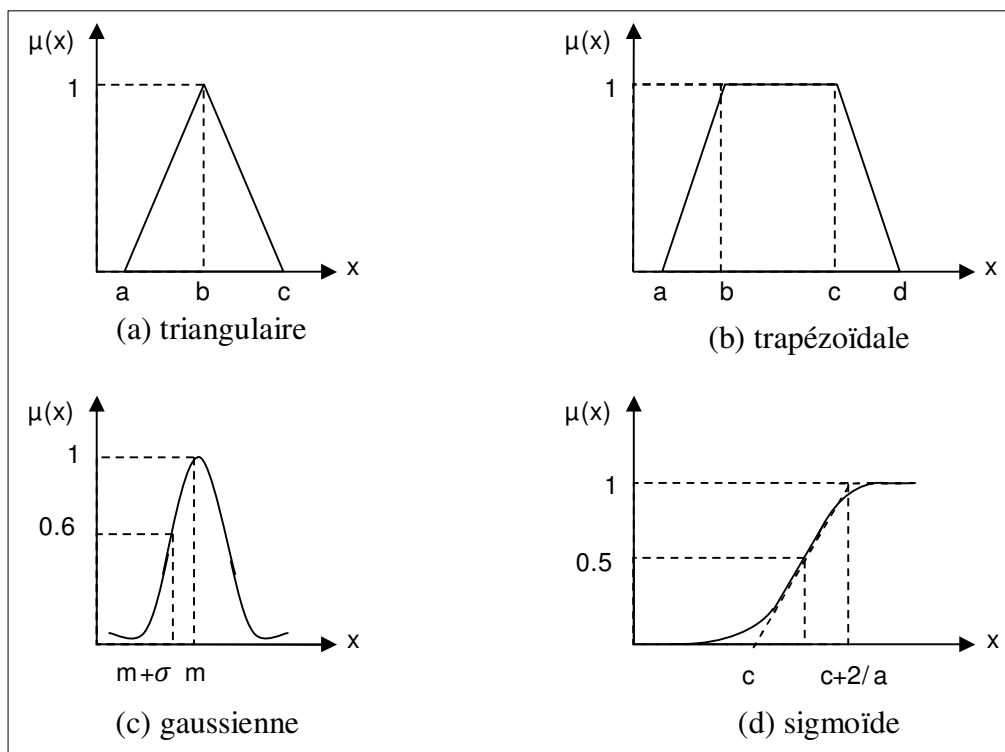 μ(x)
1
x
a b c
(a) triangulaire
μ(x)
1
x
a b c d
(b) trapézoïdale
μ(x)
1
0.6
x
m+σ m
(c) gaussienne
μ(x)
1
0.5
x
c c+2/a
(d) sigmoïde